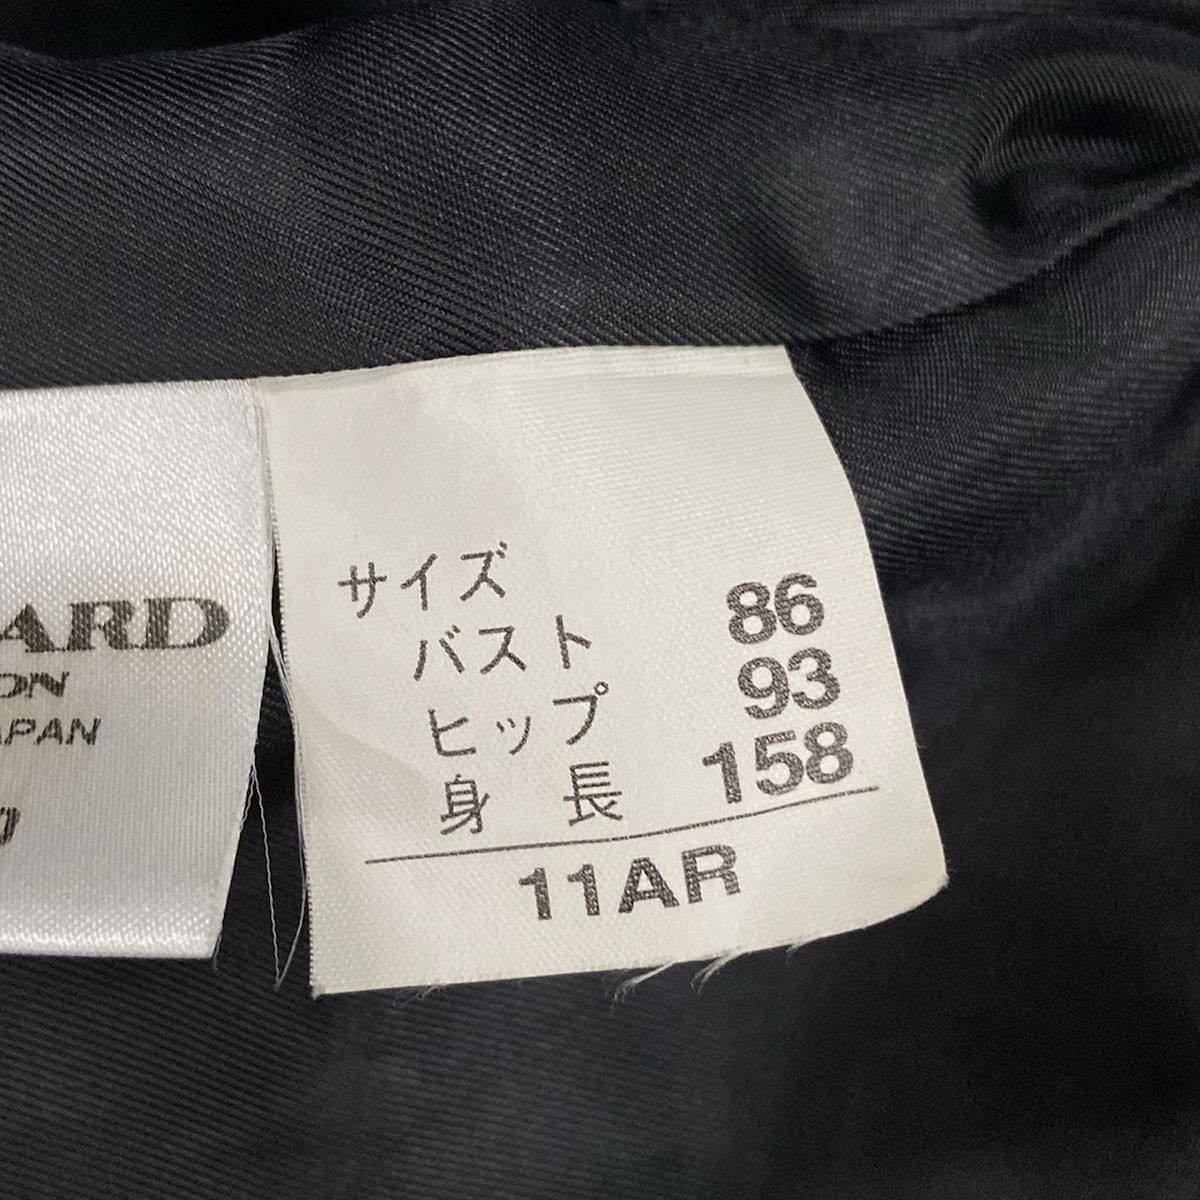 ARD
ON
APAN
サイズ
バスト 86
ヒップ 93
身長 158
11AR